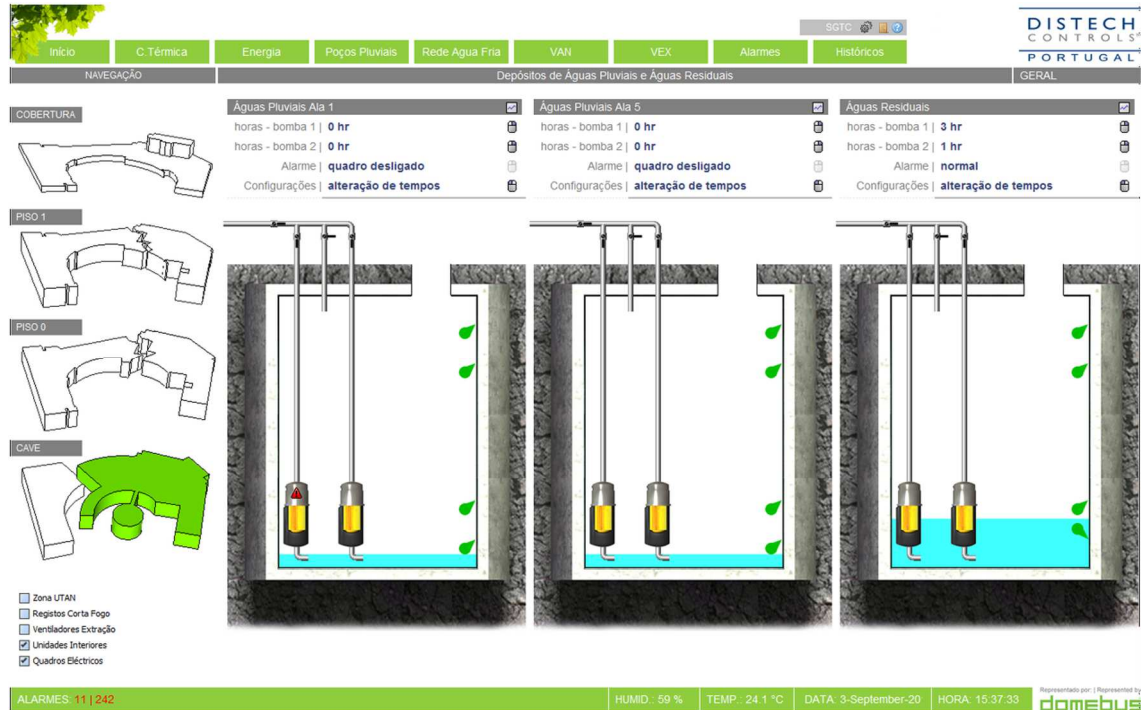 SGTC
DISTECH
CONTROLS
PORTUGAL
Início C.Térmica Energia Poços Pluviais Rede Agua Fria VAN VEX Alarmes Históricos
NAVEGAÇÃO Depósitos de Águas Pluviais e Águas Residuais GERAL
COBERTURA
PISO 1
PISO 0
CAVE
Zona UTAN
Registos Corta Fogo
Ventiladores Extração
Unidades Interiores
Quadros Eléctricos
Águas Pluviais Ala 1
horas - bomba 1 | 0 hr
horas - bomba 2 | 0 hr
Alarme | quadro desligado
Configurações | alteração de tempos
Águas Pluviais Ala 5
horas - bomba 1 | 0 hr
horas - bomba 2 | 0 hr
Alarme | quadro desligado
Configurações | alteração de tempos
Águas Residuais
horas - bomba 1 | 3 hr
horas - bomba 2 | 1 hr
Alarme | normal
Configurações | alteração de tempos
ALARMES: 11 | 242 HUMID.: 59 % TEMP.: 24.1 °C DATA: 3-September-20 HORA: 15:37:33
Representado por: | Represented by
domebus